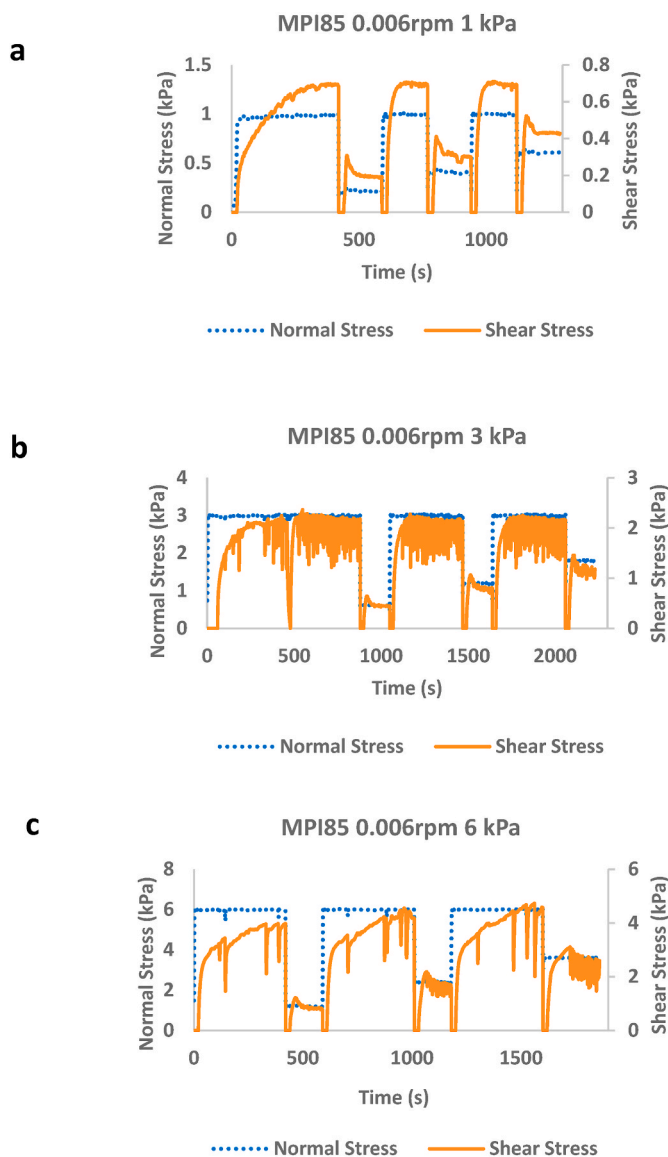 a
MPI85 0.006rpm 1 kPa
Normal Stress (kPa)
1.5
1
0.5
0
0.8
0.6
0.4
0.2
0
Shear Stress (kPa)
0 500 1000
Time (s)
Normal Stress Shear Stress
b
MPI85 0.006rpm 3 kPa
Normal Stress (kPa)
4
3
2
1
0
3
2
1
0
Shear Stress (kPa)
0 500 1000 1500 2000
Time (s)
Normal Stress Shear Stress
c
MPI85 0.006rpm 6 kPa
Normal Stress (kPa)
8
6
4
2
0
6
4
2
0
Shear Stress (kPa)
0 500 1000 1500
Time (s)
Normal Stress Shear Stress